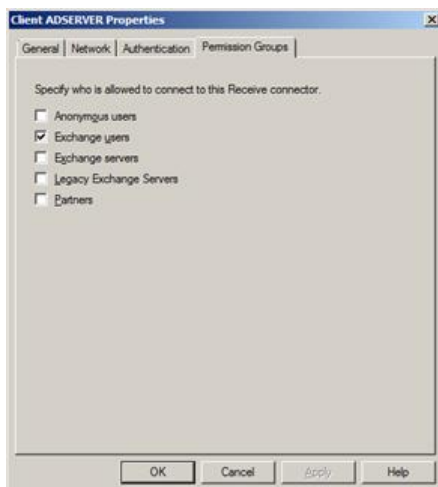 Client ADSERVER Properties
General Network Authentication Permission Groups
Specify who is allowed to connect to this Receive connector.
Anonymous users
Exchange users
Exchange servers
Legacy Exchange Servers
Partners
OK Cancel Apply Help